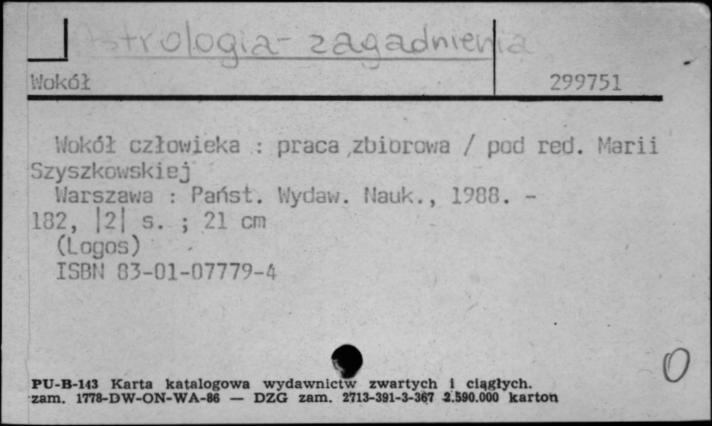 Astrologia - zagadnienia
Wokół 299751
Wokół człowieka : praca zbiorowa / pod red. Marii
Szyszkowskiej
Warszawa : Państ. Wydaw. Nauk., 1988. -
182, |2| s. ; 21 cm
(Logos)
ISBN 83-01-07779-4
0
PU-B-143 Karta katalogowa wydawnictw zwartych i ciągłych.
zam. 1778-DW-ON-WA-86 — DZG zam. 2713-391-3-367 2.590.000 karton